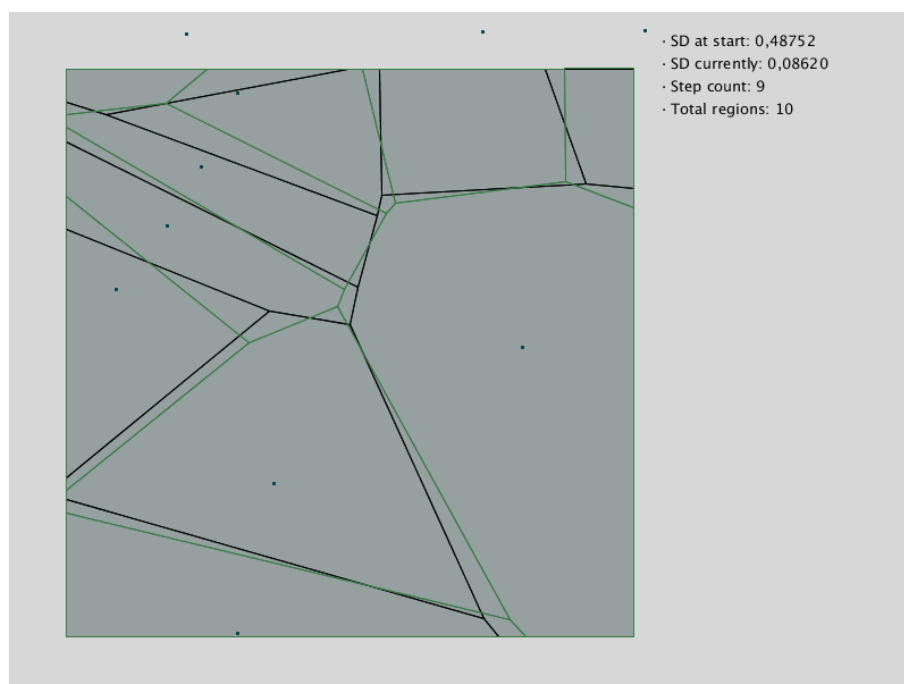 · SD at start: 0,48752
· SD currently: 0,08620
· Step count: 9
· Total regions: 10